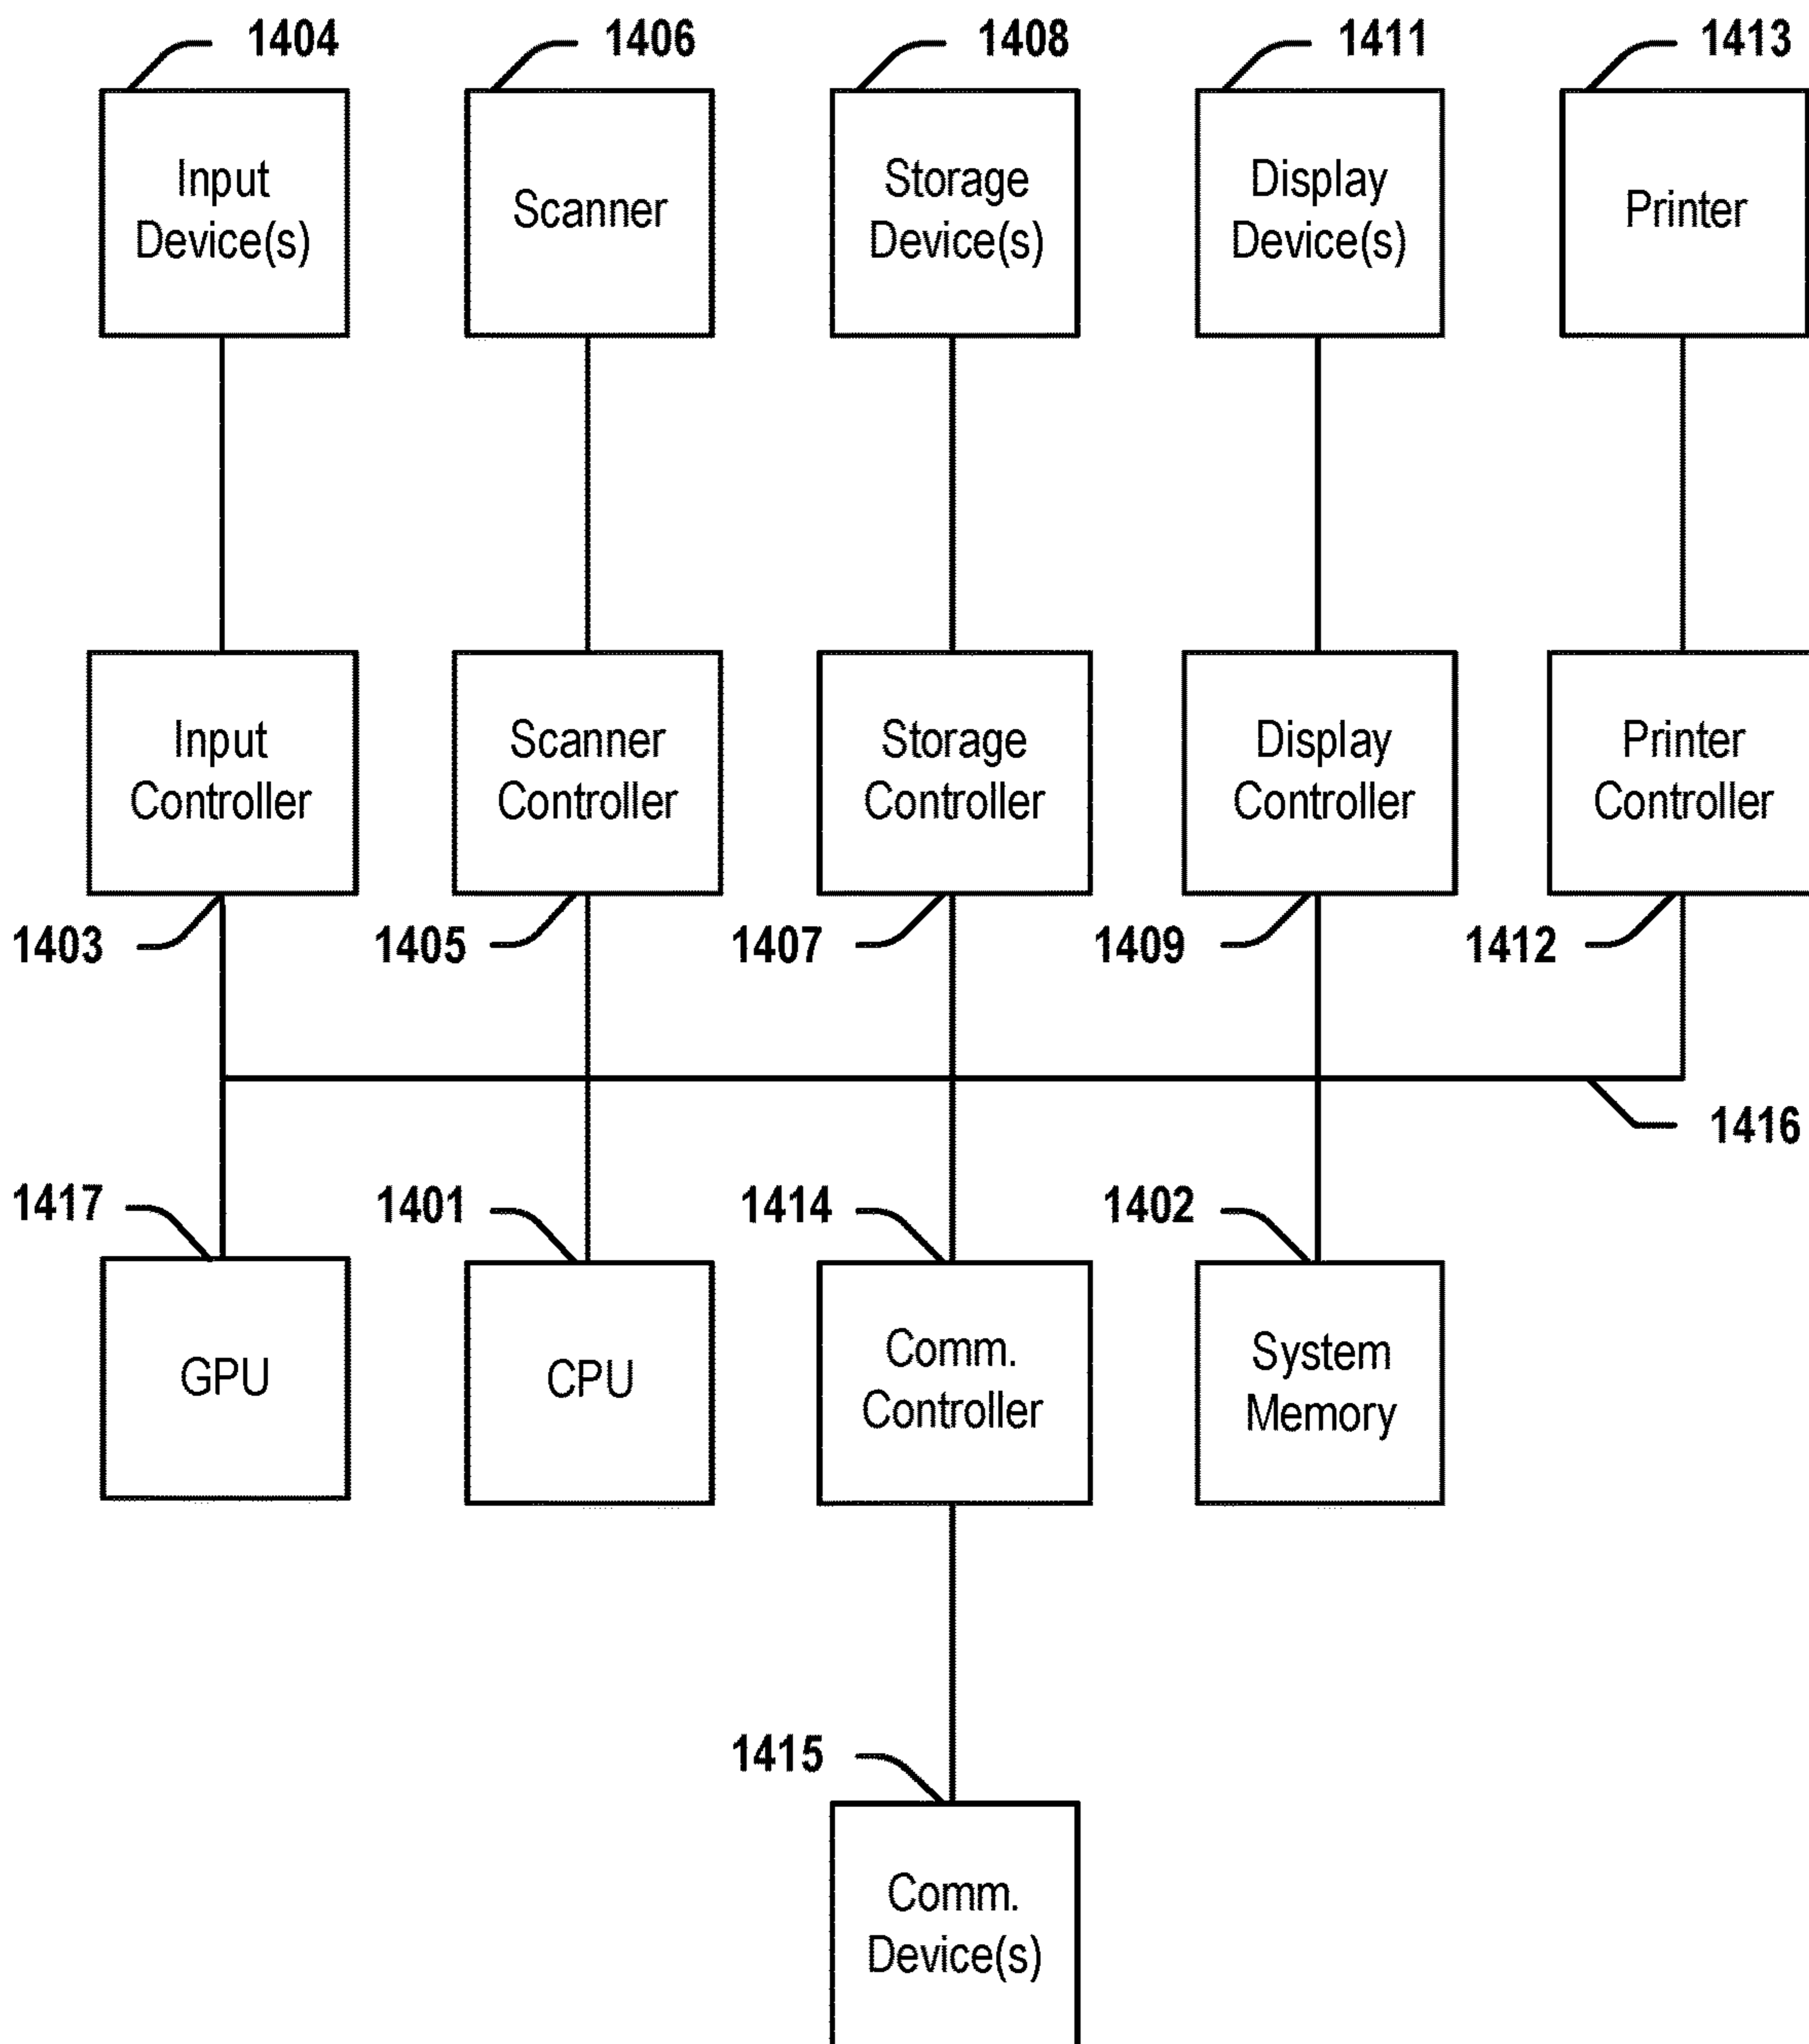 1404
1406
1408
1411
1413
Input
Device(s)
Scanner
Storage
Device(s)
Display
Device(s)
Printer
Input
Controller
Scanner
Controller
Storage
Controller
Display
Controller
Printer
Controller
1403
1405
1407
1409
1412
1416
1417
1401
1414
1402
GPU
CPU
Comm.
Controller
System
Memory
1415
Comm.
Device(s)